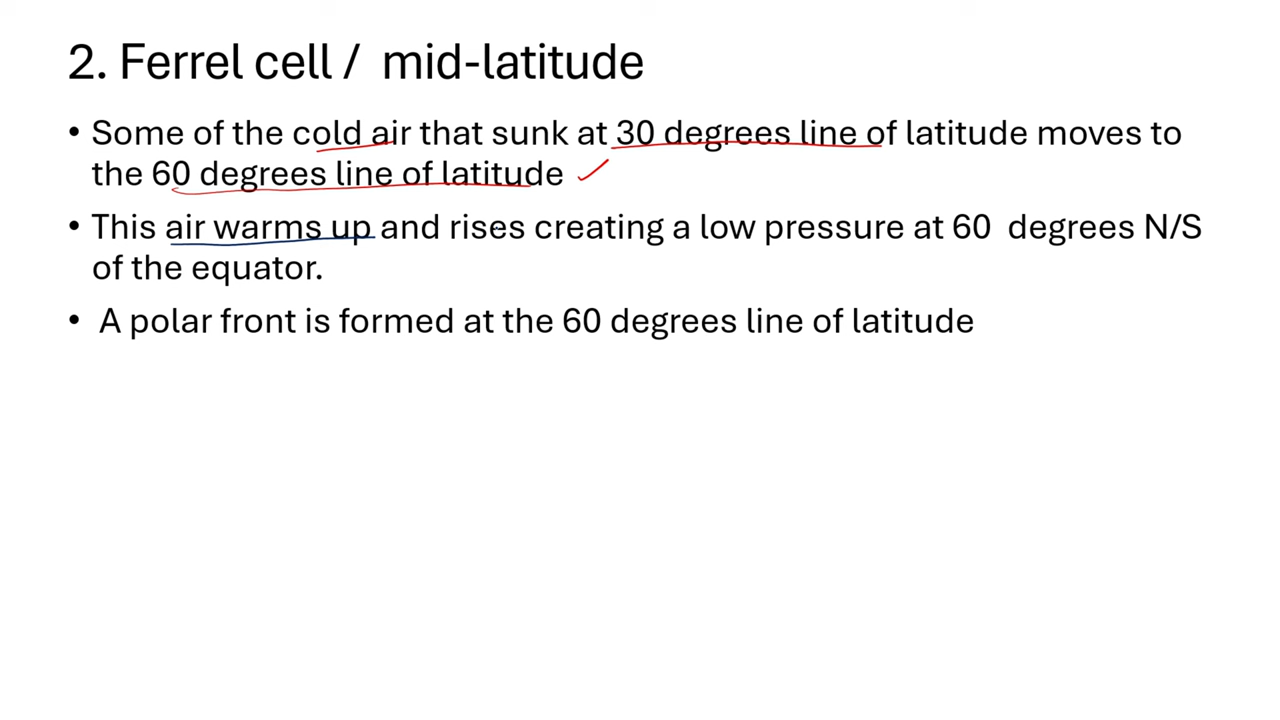 2. Ferrel cell / mid-latitude
• Some of the cold air that sunk at 30 degrees line of latitude moves to
the 60 degrees line of latitude ✓
• This air warms up and rises creating a low pressure at 60 degrees N/S
of the equator.
• A polar front is formed at the 60 degrees line of latitude